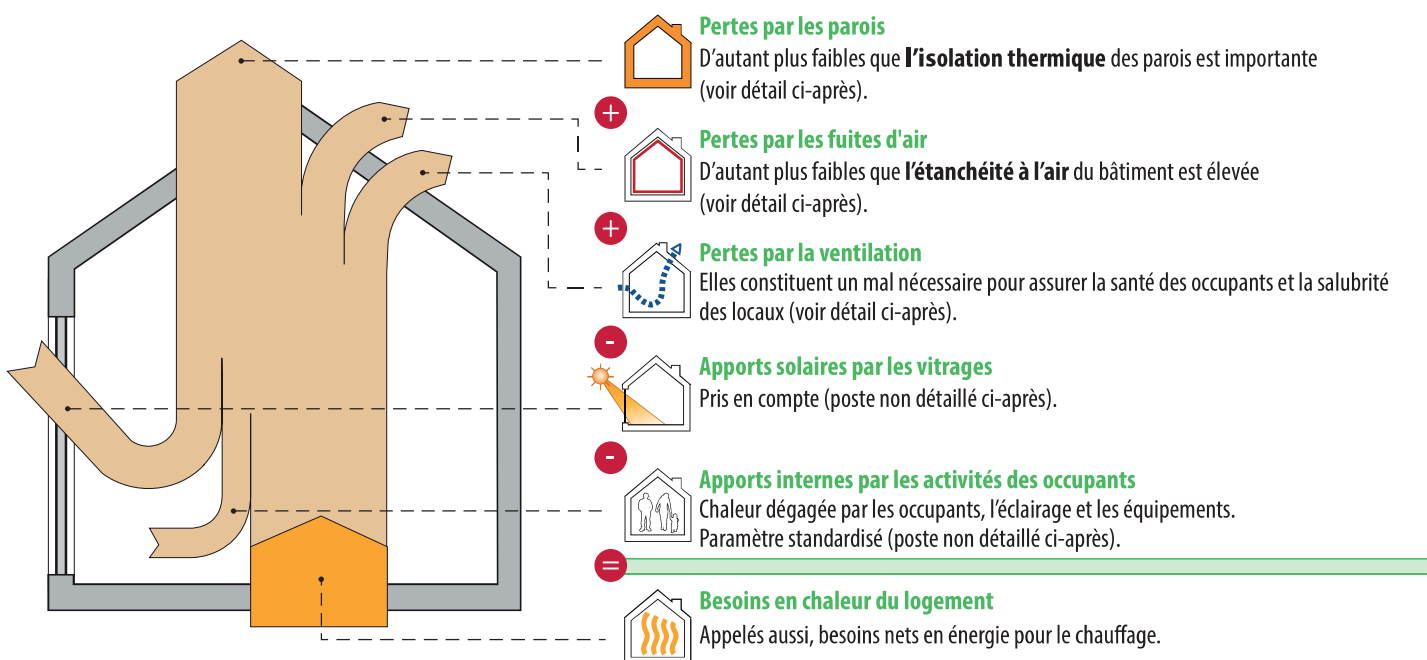 Pertes par les parois
D'autant plus faibles que l'isolation thermique des parois est importante
(voir détail ci-après).
+
Pertes par les fuites d'air
D'autant plus faibles que l'étanchéité à l'air du bâtiment est élevée
(voir détail ci-après).
+
Pertes par la ventilation
Elles constituent un mal nécessaire pour assurer la santé des occupants et la salubrité
des locaux (voir détail ci-après).
-
Apports solaires par les vitrages
Pris en compte (poste non détaillé ci-après).
-
Apports internes par les activités des occupants
Chaleur dégagée par les occupants, l'éclairage et les équipements.
Paramètre standardisé (poste non détaillé ci-après).
=
Besoins en chaleur du logement
Appelés aussi, besoins nets en énergie pour le chauffage.